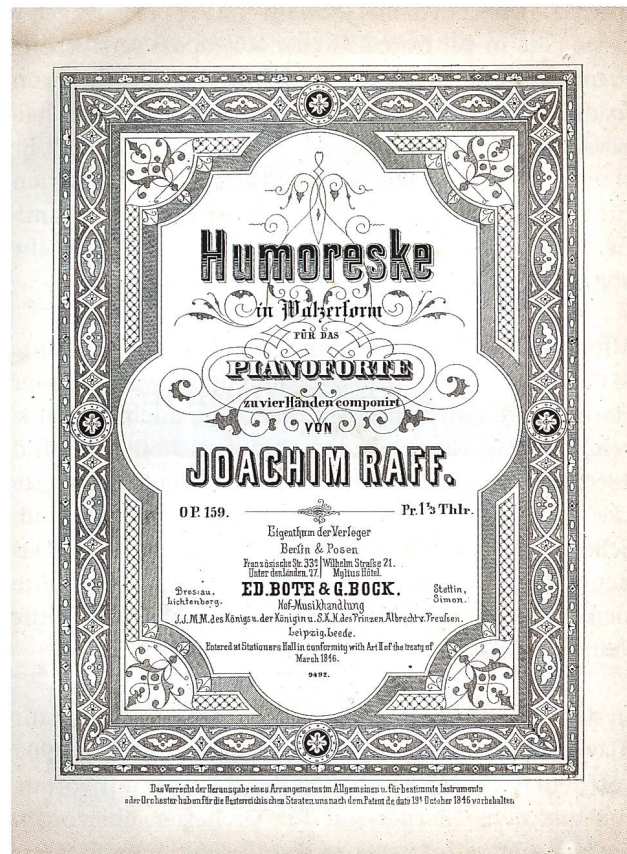 Humoreske
in Walzerform
FÜR DAS
PIANOFORTE
zu vier Händen componirt
VON
JOACHIM RAFF.
OP. 159. Pr. 1 1/3 Thlr.
Eigenthum der Verleger
Berlin & Posen
Französische Str. 33e | Wilhelm Straße 21.
Unter den Linden. 27. | Mylius Hôtel.
Breslau, Lichtenberg.
ED. BOTE & G. BOCK.
Stettin, Simon.
Hof-Musikhandlung
J.J.M.M. des Königs u. der Königin u. S.K.H. des Prinzen Albrecht v. Preußen.
Leipzig, Leede.
Entered at Stationers Hall in conformity with Art II of the treaty of
March 1846.
9492.
Das Vorrecht der Herausgabe eines Arrangements im Allgemeinen u. für bestimmte Instrumente
oder Orchester haben für die Oesterreichischen Staaten uns nach dem Patent de dato 19t October 1846 vorbehalten